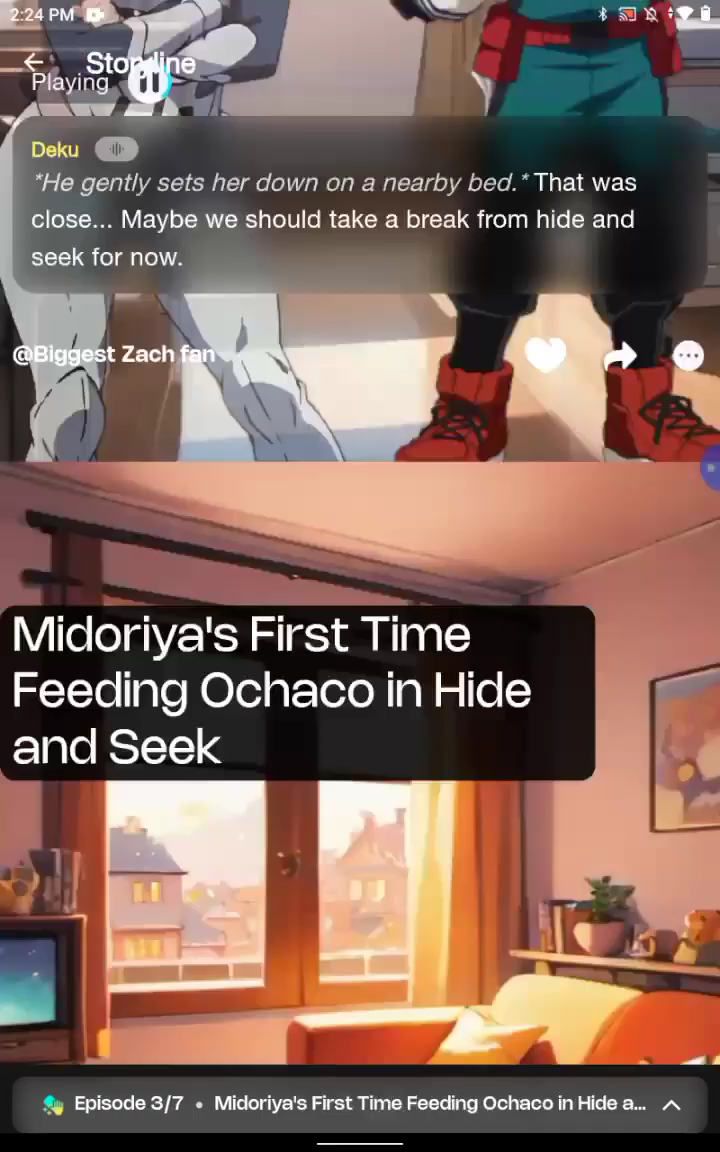 2:24 PM
Storyline
Playing
Deku
*He gently sets her down on a nearby bed.* That was
close... Maybe we should take a break from hide and
seek for now.
@Biggest Zach fan
Midoriya's First Time
Feeding Ochaco in Hide
and Seek
Episode 3/7 • Midoriya's First Time Feeding Ochaco in Hide a...